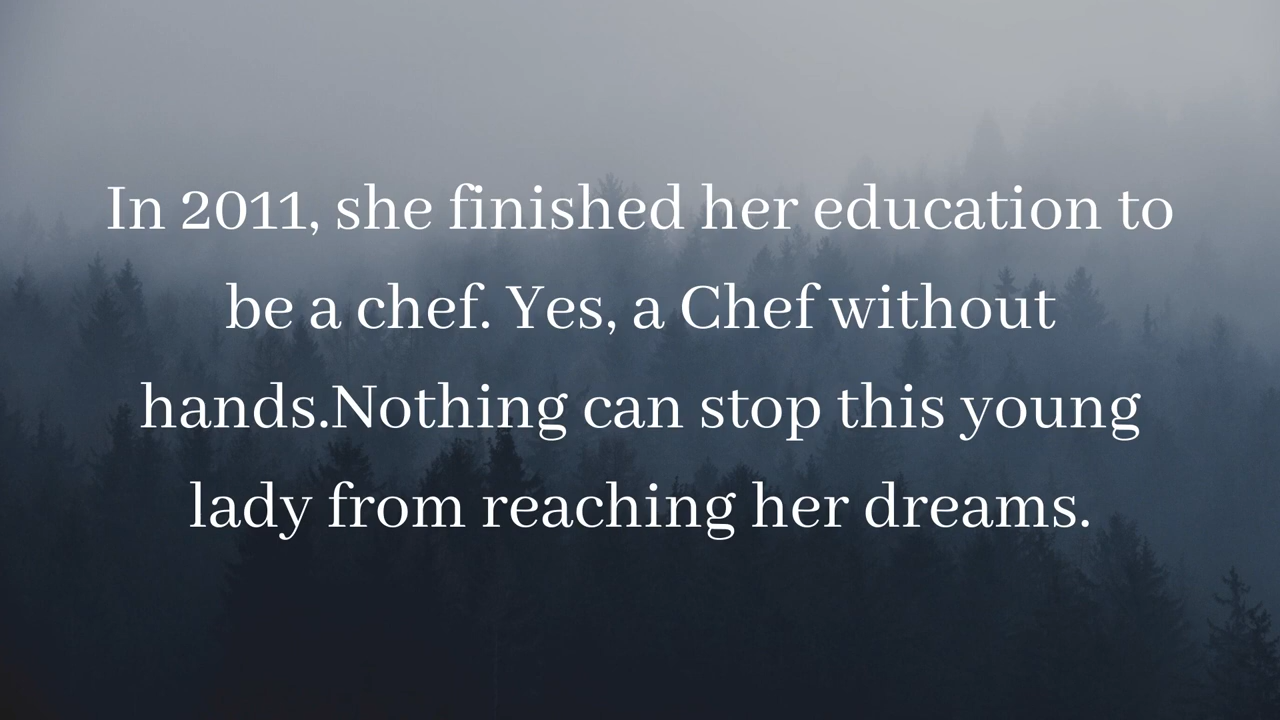 In 2011, she finished her education to
be a chef. Yes, a Chef without
hands.Nothing can stop this young
lady from reaching her dreams.